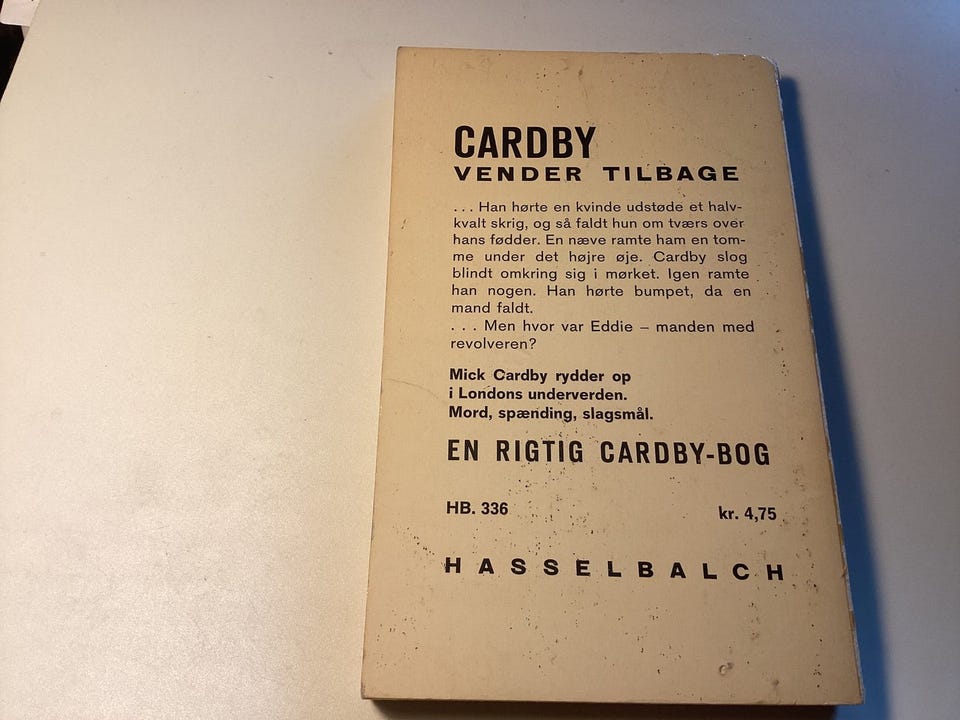 CARDBY
VENDER TILBAGE
... Han hørte en kvinde udstøde et halv-
kvalt skrig, og så faldt hun om tværs over
hans fødder. En næve ramte ham en tom-
me under det højre øje. Cardby slog
blindt omkring sig i mørket. Igen ramte
han nogen. Han hørte bumpet, da en
mand faldt.
... Men hvor var Eddie – manden med
revolveren?
Mick Cardby rydder op
i Londons underverden.
Mord, spænding, slagsmål.
EN RIGTIG CARDBY-BOG
HB. 336 kr. 4,75
HASSELBALCH